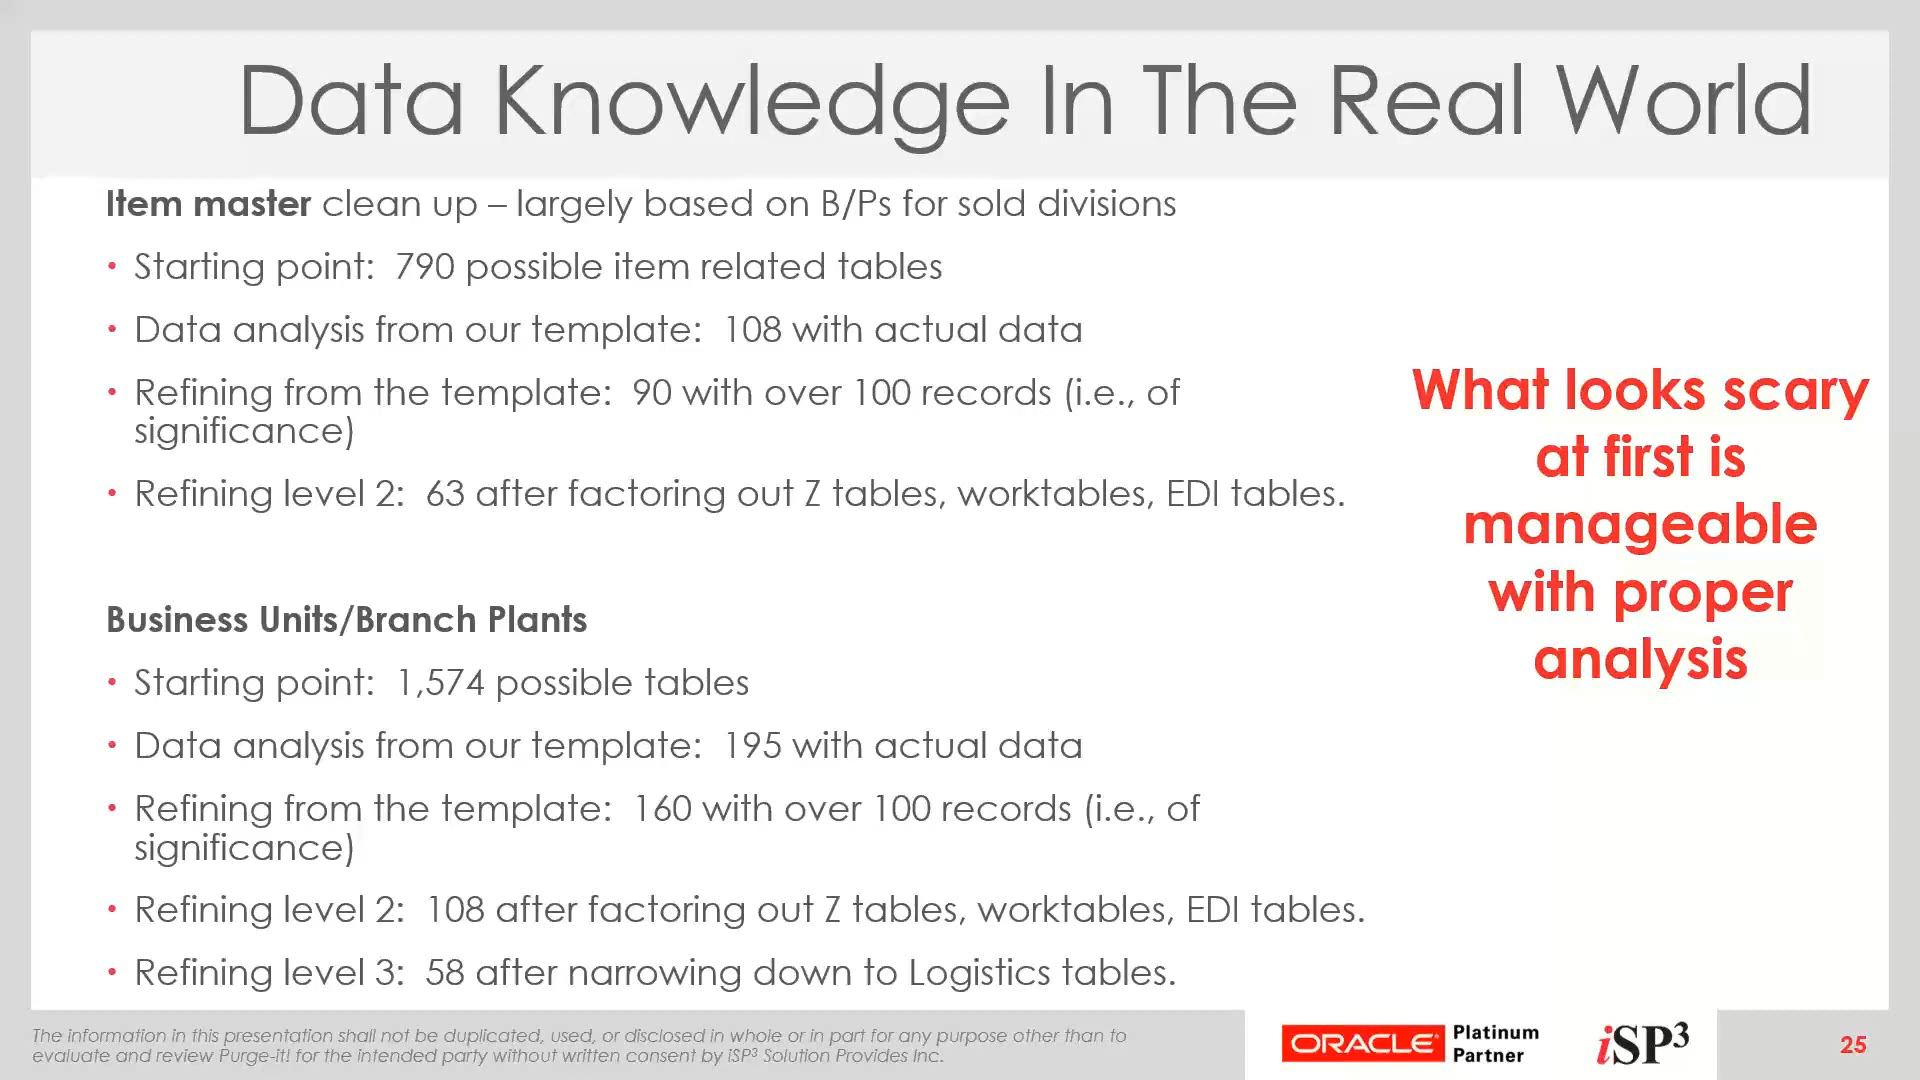 Data Knowledge In The Real World
Item master clean up – largely based on B/Ps for sold divisions
• Starting point:  790 possible item related tables
• Data analysis from our template:  108 with actual data
• Refining from the template:  90 with over 100 records (i.e., of
significance)
• Refining level 2:  63 after factoring out Z tables, worktables, EDI tables.
Business Units/Branch Plants
• Starting point:  1,574 possible tables
• Data analysis from our template:  195 with actual data
• Refining from the template:  160 with over 100 records (i.e., of
significance)
• Refining level 2:  108 after factoring out Z tables, worktables, EDI tables.
• Refining level 3:  58 after narrowing down to Logistics tables.
What looks scary
at first is
manageable
with proper
analysis
The information in this presentation shall not be duplicated, used, or disclosed in whole or in part for any purpose other than to
evaluate and review Purge-it! for the intended party without written consent by iSP³ Solution Provides Inc.
ORACLE Platinum
Partner
iSP³
25